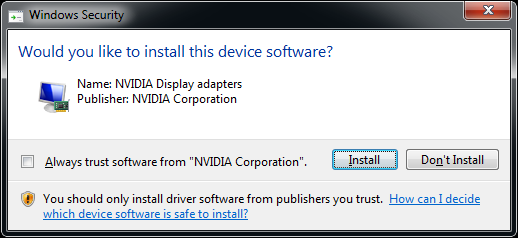 Windows Security
Would you like to install this device software?
Name: NVIDIA Display adapters
Publisher: NVIDIA Corporation
Always trust software from "NVIDIA Corporation".
Install
Don't Install
You should only install driver software from publishers you trust. How can I decide
which device software is safe to install?